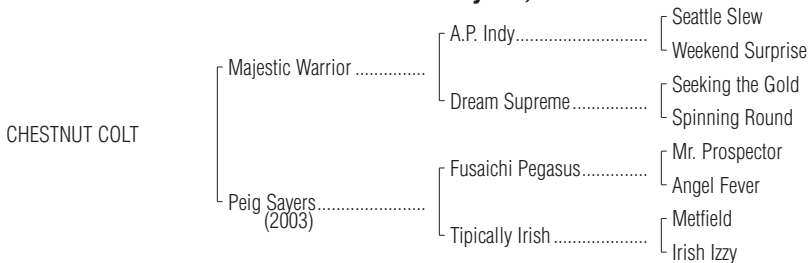 Seattle Slew
A.P. Indy
Weekend Surprise
Majestic Warrior
Seeking the Gold
Dream Supreme
Spinning Round
CHESTNUT COLT
Mr. Prospector
Fusaichi Pegasus
Angel Fever
Peig Sayers
(2003)
Metfield
Tipically Irish
Irish Izzy